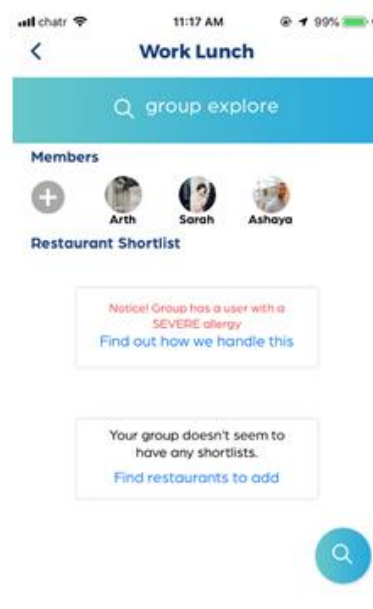 chatr 11:17 AM 99%
Work Lunch
group explore
Members
Arth Sarah Ashaya
Restaurant Shortlist
Notice! Group has a user with a
SEVERE allergy
Find out how we handle this
Your group doesn't seem to
have any shortlists.
Find restaurants to add